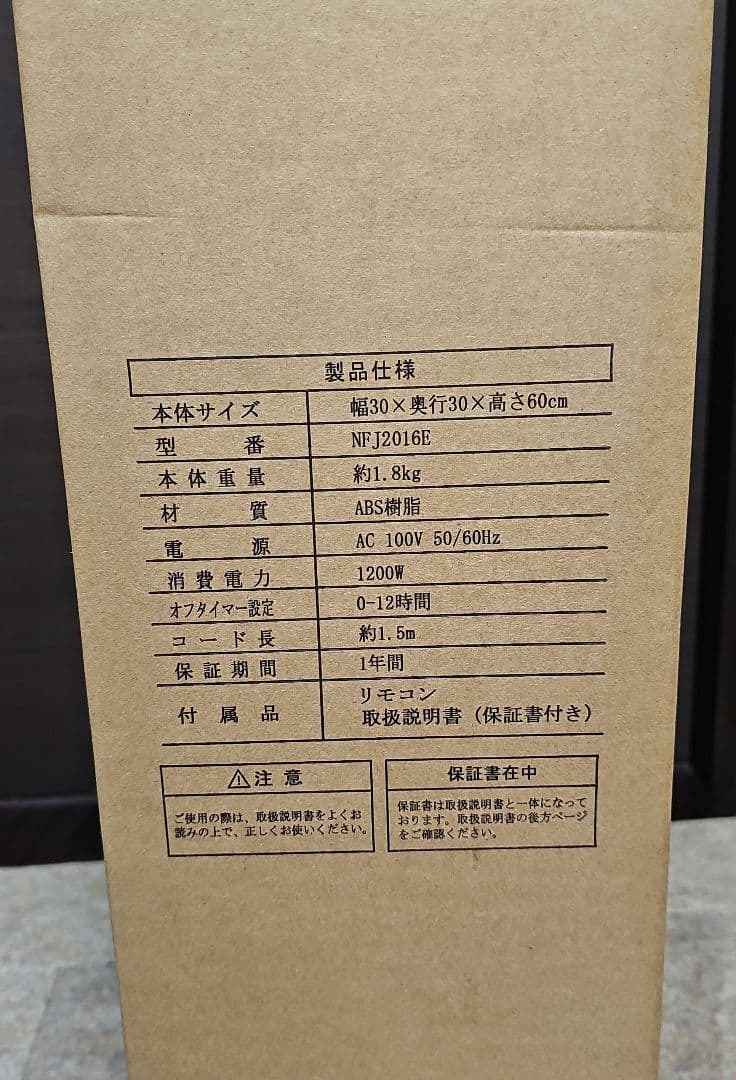 製品仕様
本体サイズ 幅30×奥行30×高さ60cm
型番 NFJ2016E
本体重量 約1.8kg
材質 ABS樹脂
電源 AC 100V 50/60Hz
消費電力 1200W
オフタイマー設定 0-12時間
コード長 約1.5m
保証期間 1年間
付属品 リモコン
取扱説明書（保証書付き）
⚠注意
ご使用の際は、取扱説明書をよくお
読みの上で、正しくお使いください。
保証書在中
保証書は取扱説明書と一体になって
おります。取扱説明書の後方ページ
をご確認ください。